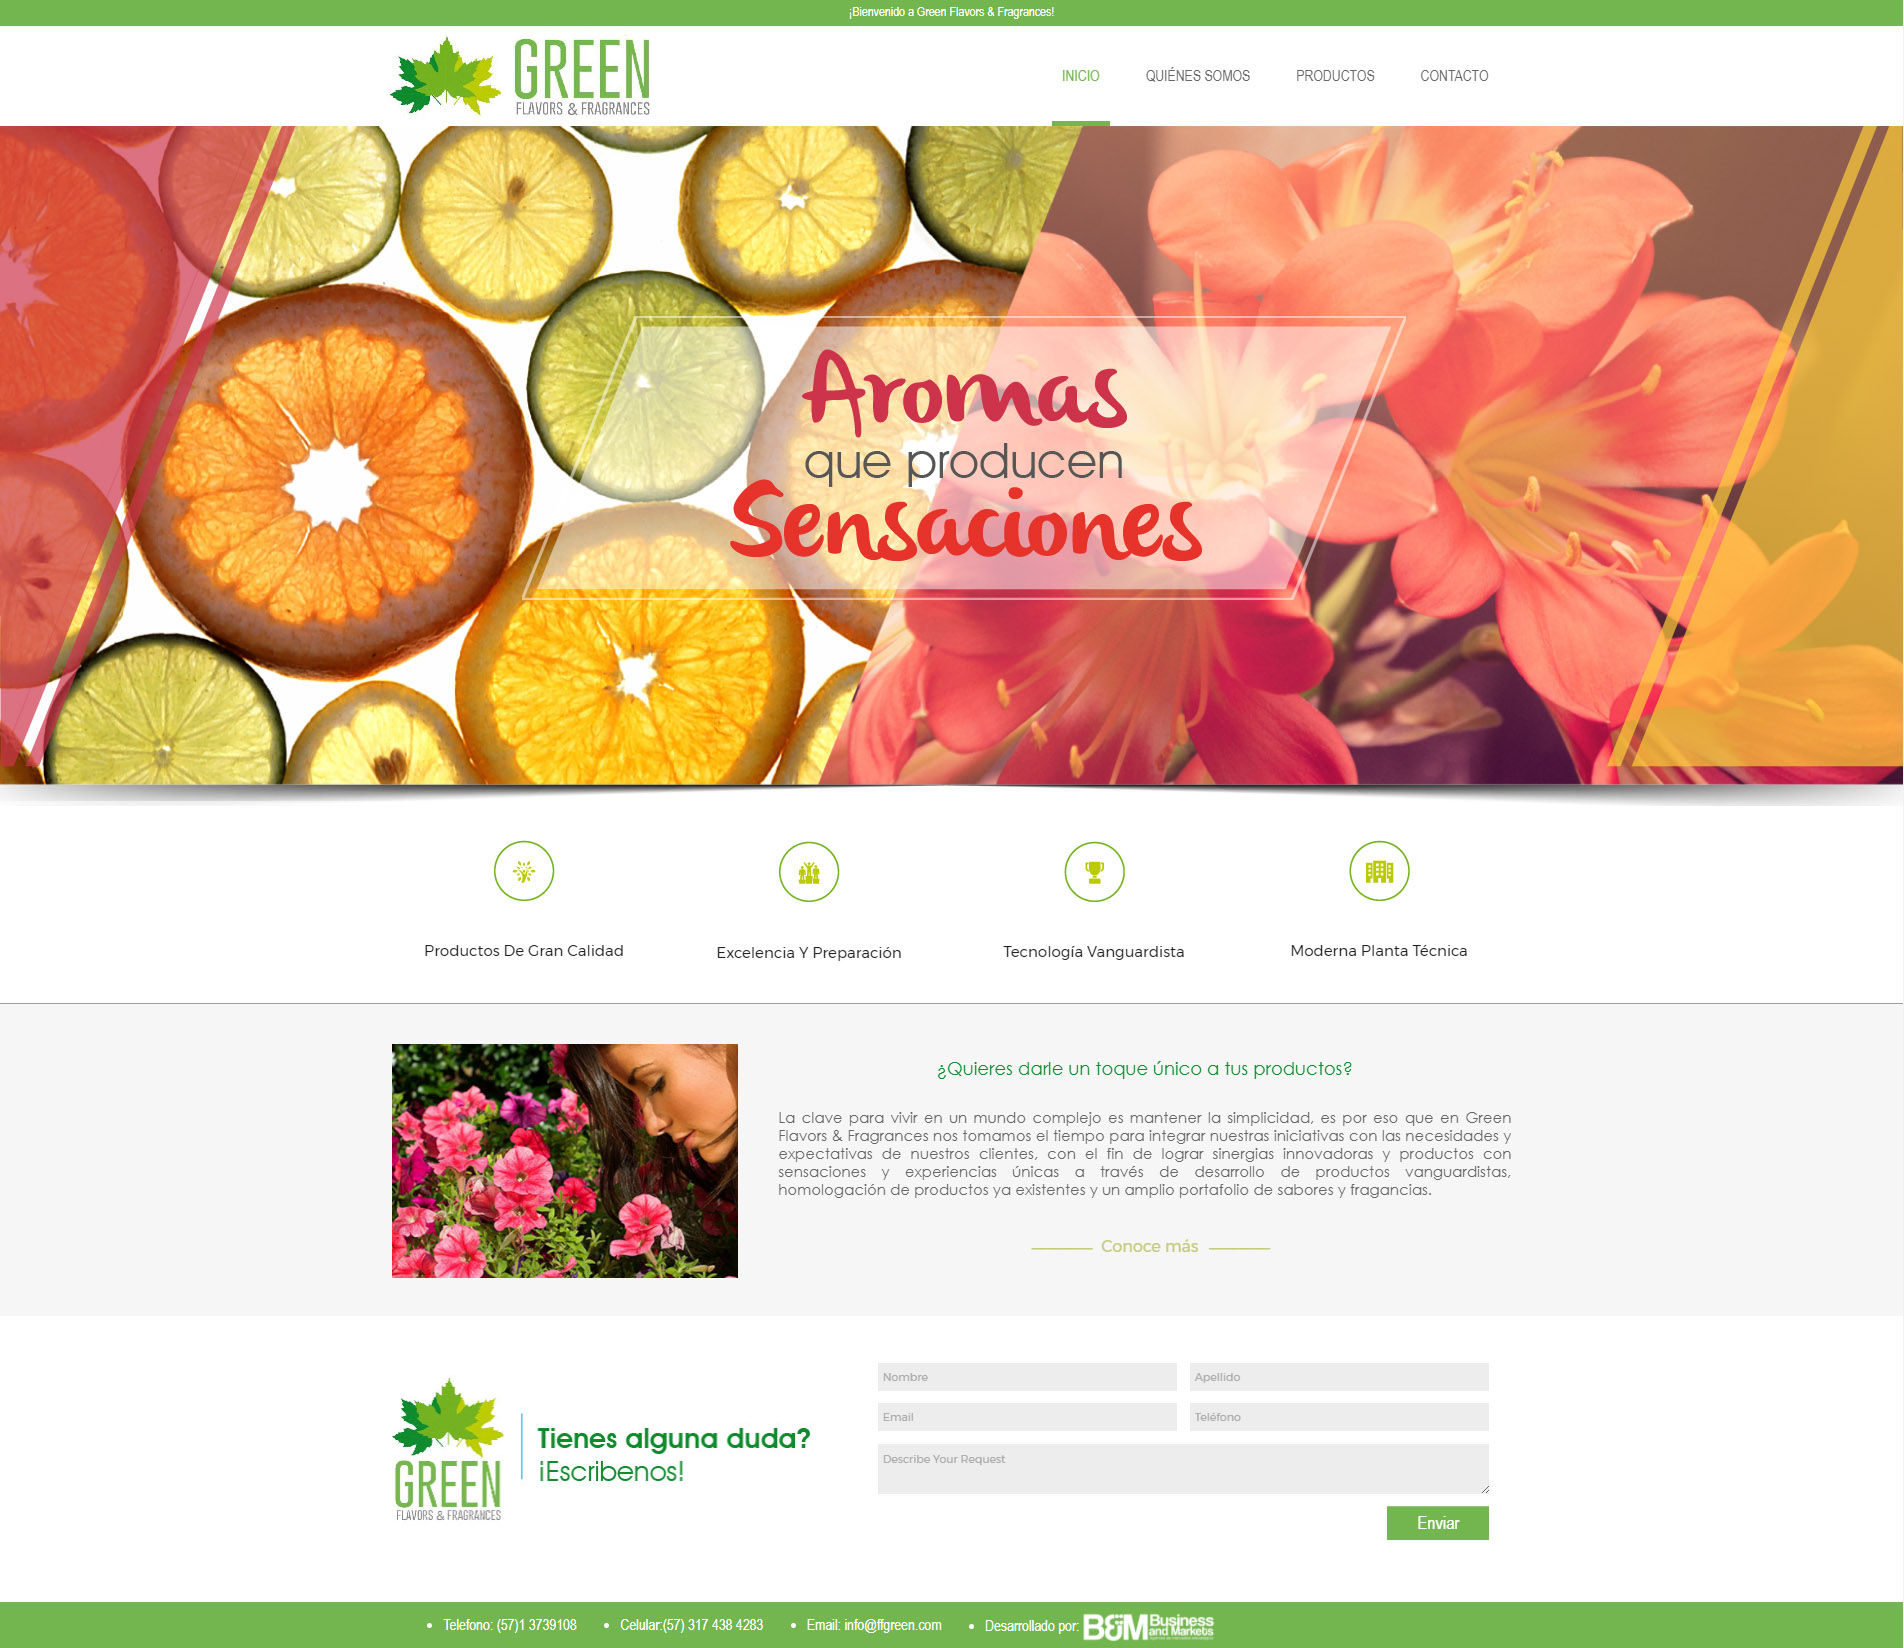 ¡Bienvenido a Green Flavors & Fragrances!
GREEN
FLAVORS & FRAGRANCES
INICIO QUIÉNES SOMOS PRODUCTOS CONTACTO
Aromas
que producen
Sensaciones
Productos De Gran Calidad
Excelencia Y Preparación
Tecnología Vanguardista
Moderna Planta Técnica
¿Quieres darle un toque único a tus productos?
La clave para vivir en un mundo complejo es mantener la simplicidad, es por eso que en Green
Flavors & Fragrances nos tomamos el tiempo para integrar nuestras iniciativas con las necesidades y
expectativas de nuestros clientes, con el fin de lograr sinergias innovadoras y productos con
sensaciones y experiencias únicas a través de desarrollo de productos vanguardistas,
homologación de productos ya existentes y un amplio portafolio de sabores y fragancias.
Conoce más
GREEN
FLAVORS & FRAGRANCES
Tienes alguna duda?
¡Escribenos!
Nombre Apellido
Email Teléfono
Describe Your Request
Enviar
Telefono: (57)1 3739108
Celular:(57) 317 438 4283
Email: info@ffgreen.com
Desarrollado por: B&M Business
and Markets